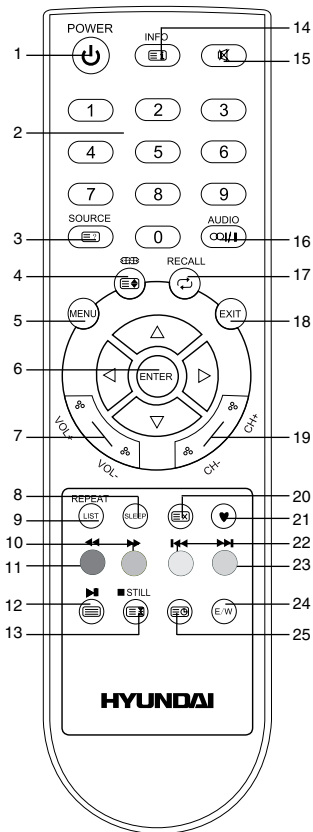 POWER
INFO
1
14
15
1 2 3
2
4 5 6
7 8 9
SOURCE
AUDIO
0
3
16
RECALL
4
17
MENU
EXIT
5
18
6
ENTER
VOL+
VOL-
CH+
CH-
7
19
8
20
REPEAT
9
LIST
SLEEP
21
10
22
11
23
12
■ STILL
13
24
E/W
25
HYUNDAI